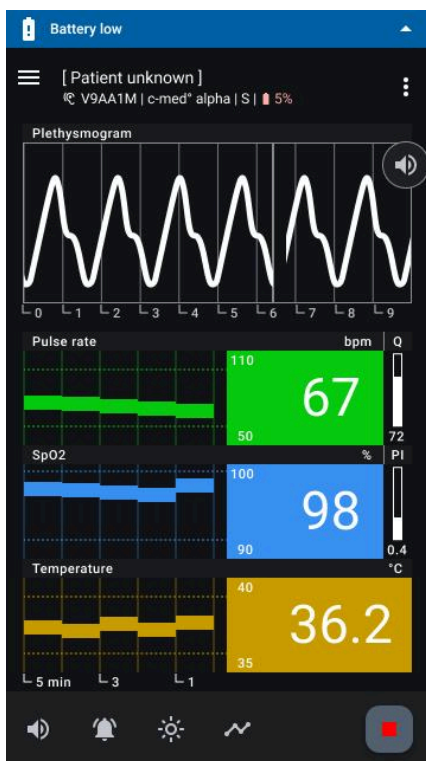 Battery low
[ Patient unknown ]
V9AA1M | c-med° alpha | S | 5%
Plethysmogram
0 1 2 3 4 5 6 7 8 9
Pulse rate bpm Q
110
67
50 72
SpO2 % PI
100
98
90 0.4
Temperature °C
40
36.2
35
5 min 3 1